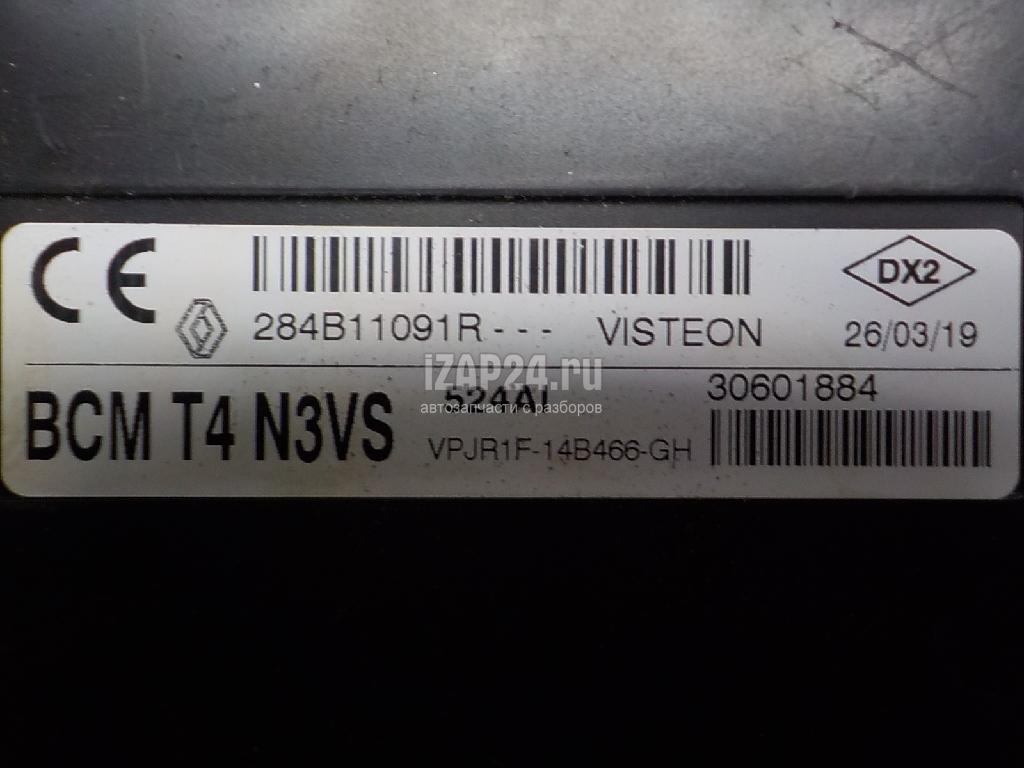 CE
284B11091R--- VISTEON
DX2
26/03/19
iZAP24.ru
автозапчасти с разборов
BCM T4 N3VS
VPJR1F-14B466-GH
30601884